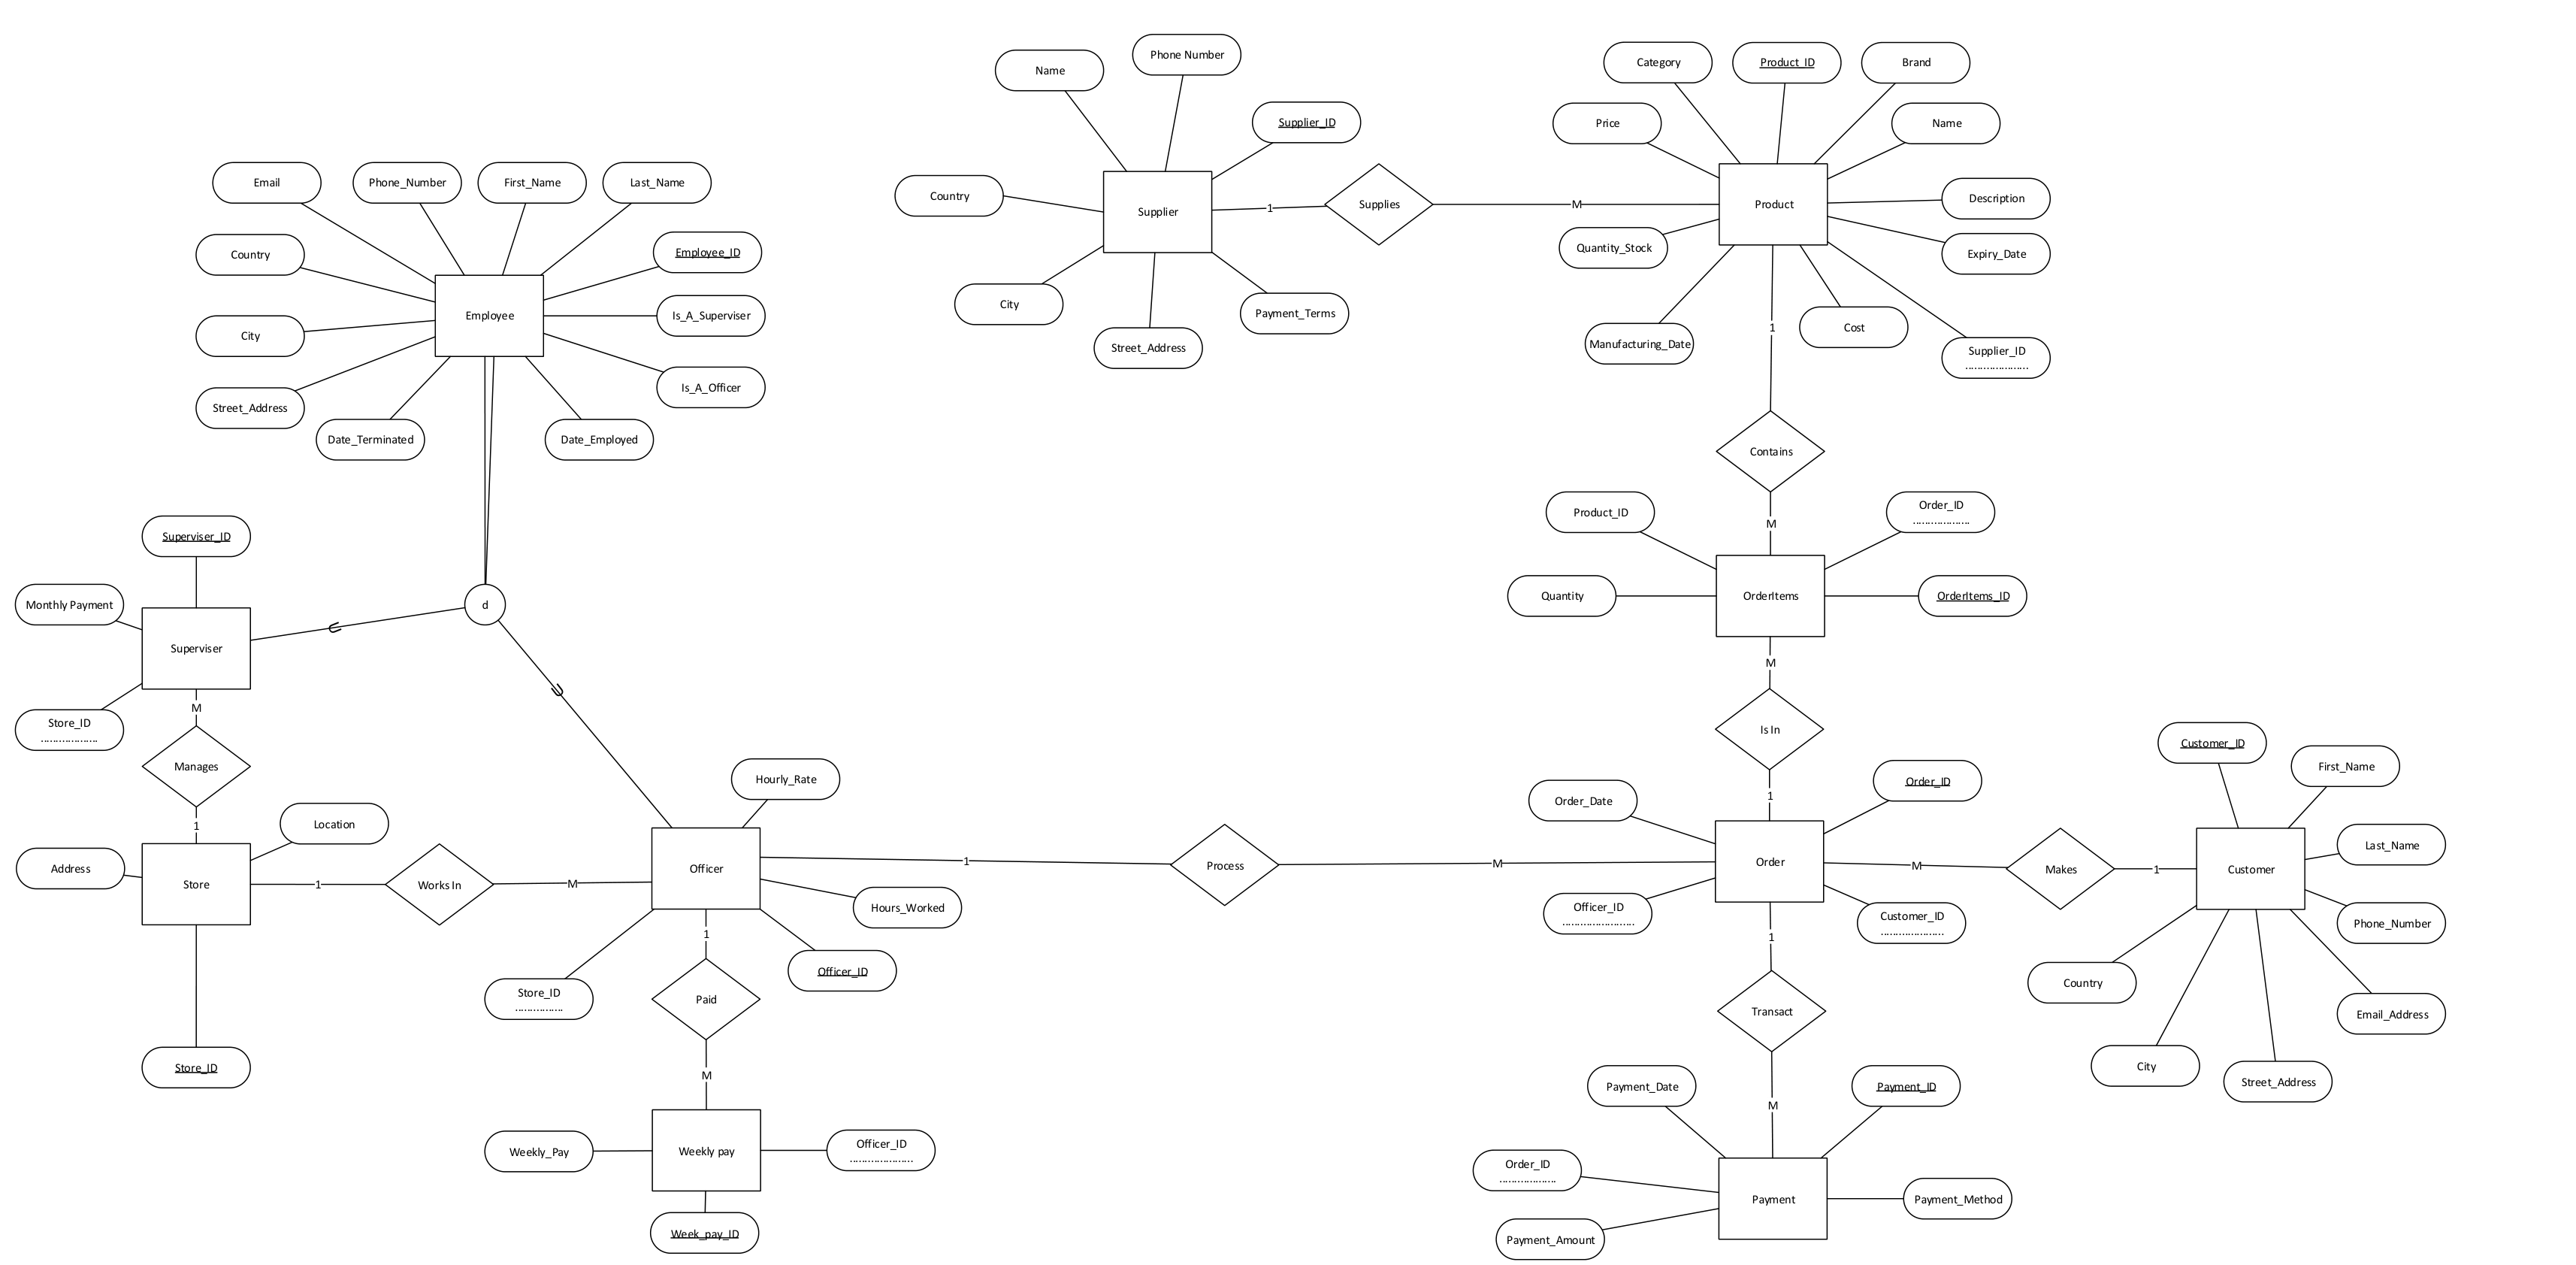 Name
Phone Number
Supplier_ID
Country
Supplier
1
Supplies
M
City
Street_Address
Payment_Terms
Category
Product_ID
Brand
Price
Name
Product
Description
Quantity_Stock
Expiry_Date
Manufacturing_Date
1
Cost
Supplier_ID
.....................
Email
Phone_Number
First_Name
Last_Name
Country
Employee_ID
Employee
Is_A_Superviser
City
Is_A_Officer
Street_Address
Date_Terminated
Date_Employed
Contains
M
Product_ID
Order_ID
...................
Quantity
OrderItems
OrderItems_ID
M
Is In
1
Superviser_ID
Monthly Payment
d
Superviser
Store_ID
...................
M
Manages
1
Location
Address
Store
1
Works In
M
Store_ID
Hourly_Rate
Officer
1
Process
M
Hours_Worked
Officer_ID
Store_ID
................
1
Paid
M
Weekly_Pay
Weekly pay
Officer_ID
.....................
Week_pay_ID
Order_Date
Order_ID
Order
Officer_ID
........................
Customer_ID
.....................
M
Makes
1
Customer_ID
First_Name
Last_Name
Customer
Phone_Number
Country
Email_Address
City
Street_Address
1
Transact
M
Payment_Date
Payment_ID
Order_ID
...................
Payment
Payment_Method
Payment_Amount